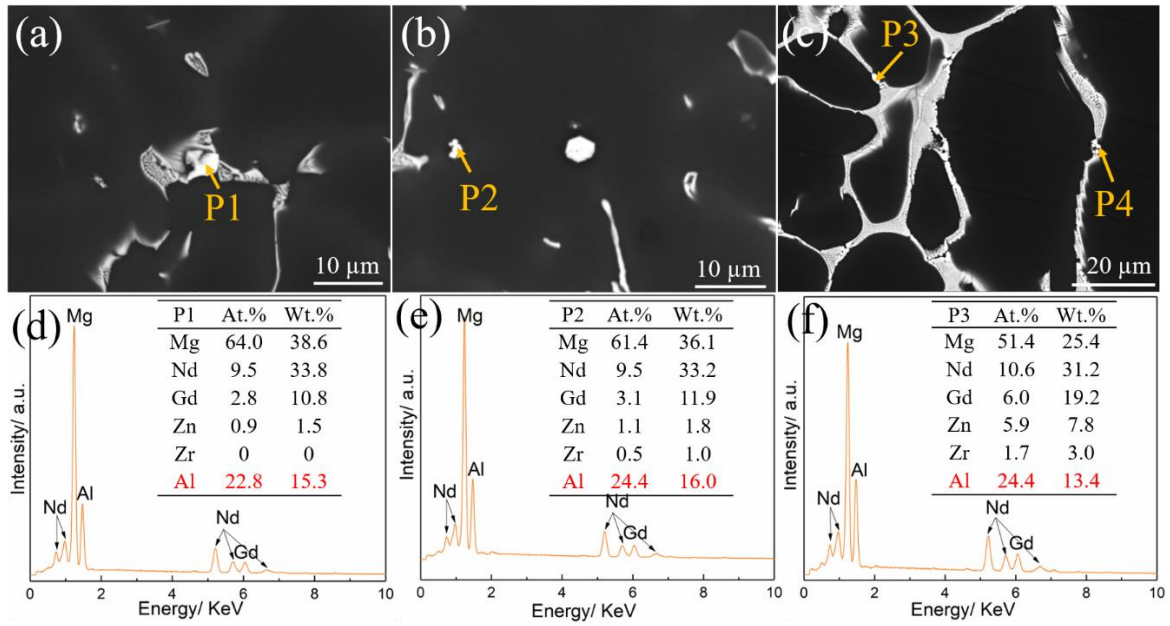 (a)
P1
10 µm
(b)
P2
10 µm
(c)
P3
P4
20 µm
(d)
Mg
P1 At.% Wt.%
Mg 64.0 38.6
Nd 9.5 33.8
Gd 2.8 10.8
Zn 0.9 1.5
Zr 0 0
Al 22.8 15.3
Nd
Al
Nd
Gd
Intensity/ a.u.
0 2 4 6 8 10
Energy/ KeV
(e)
Mg
P2 At.% Wt.%
Mg 61.4 36.1
Nd 9.5 33.2
Gd 3.1 11.9
Zn 1.1 1.8
Zr 0.5 1.0
Al 24.4 16.0
Nd
Al
Nd
Gd
Intensity/ a.u.
0 2 4 6 8 10
Energy/ KeV
(f)
Mg
P3 At.% Wt.%
Mg 51.4 25.4
Nd 10.6 31.2
Gd 6.0 19.2
Zn 5.9 7.8
Zr 1.7 3.0
Al 24.4 13.4
Nd
Al
Nd
Gd
Intensity/ a.u.
0 2 4 6 8 10
Energy/ KeV